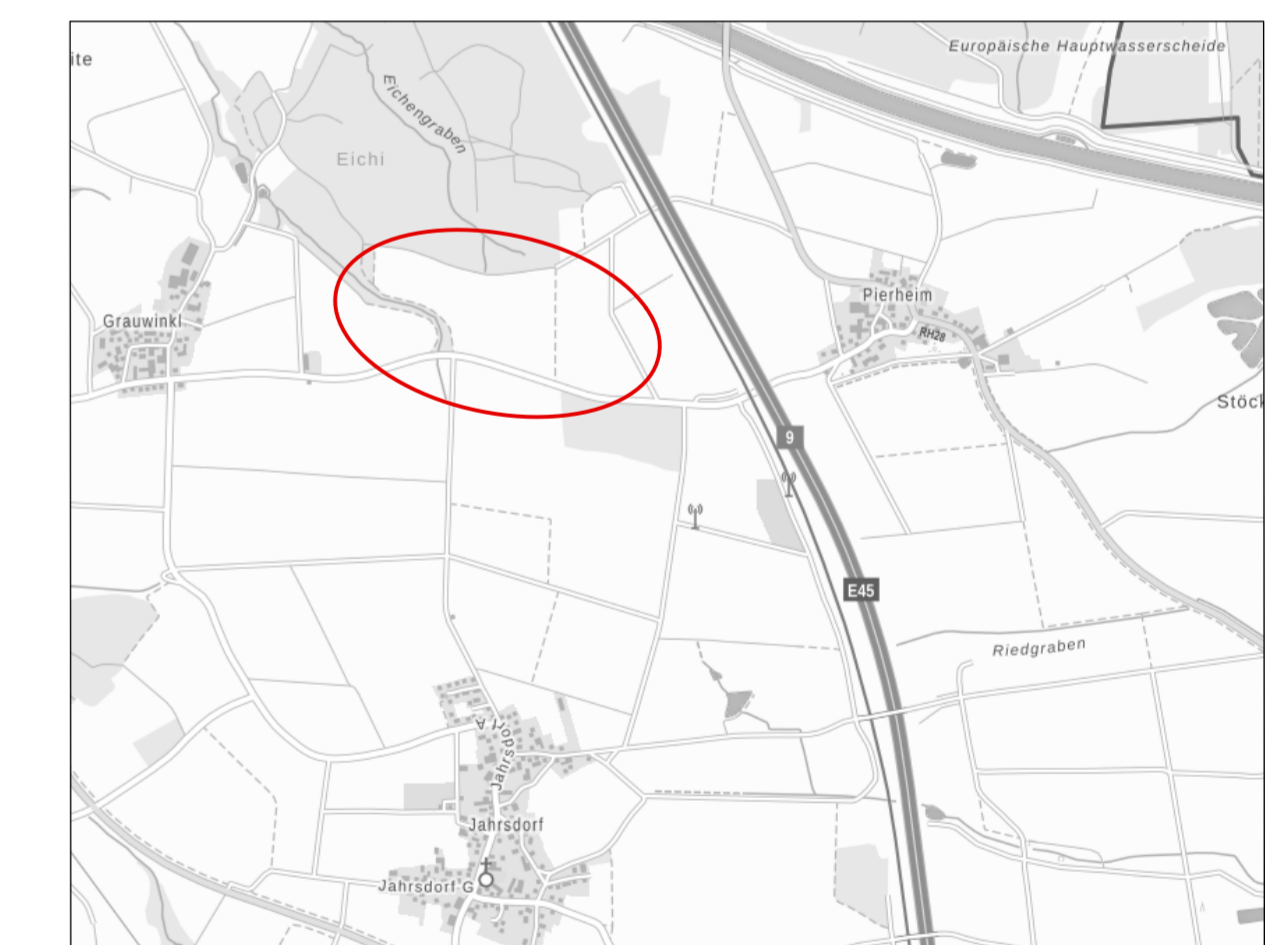 Europäische Hauptwasserscheide
ite
Eichengraben
Eichi
Pierheim
Grauwinkl
RH28
Stöck
9
E45
Riedgraben
Jahrsdorf A
Jahrsdorf
Jahrsdorf G